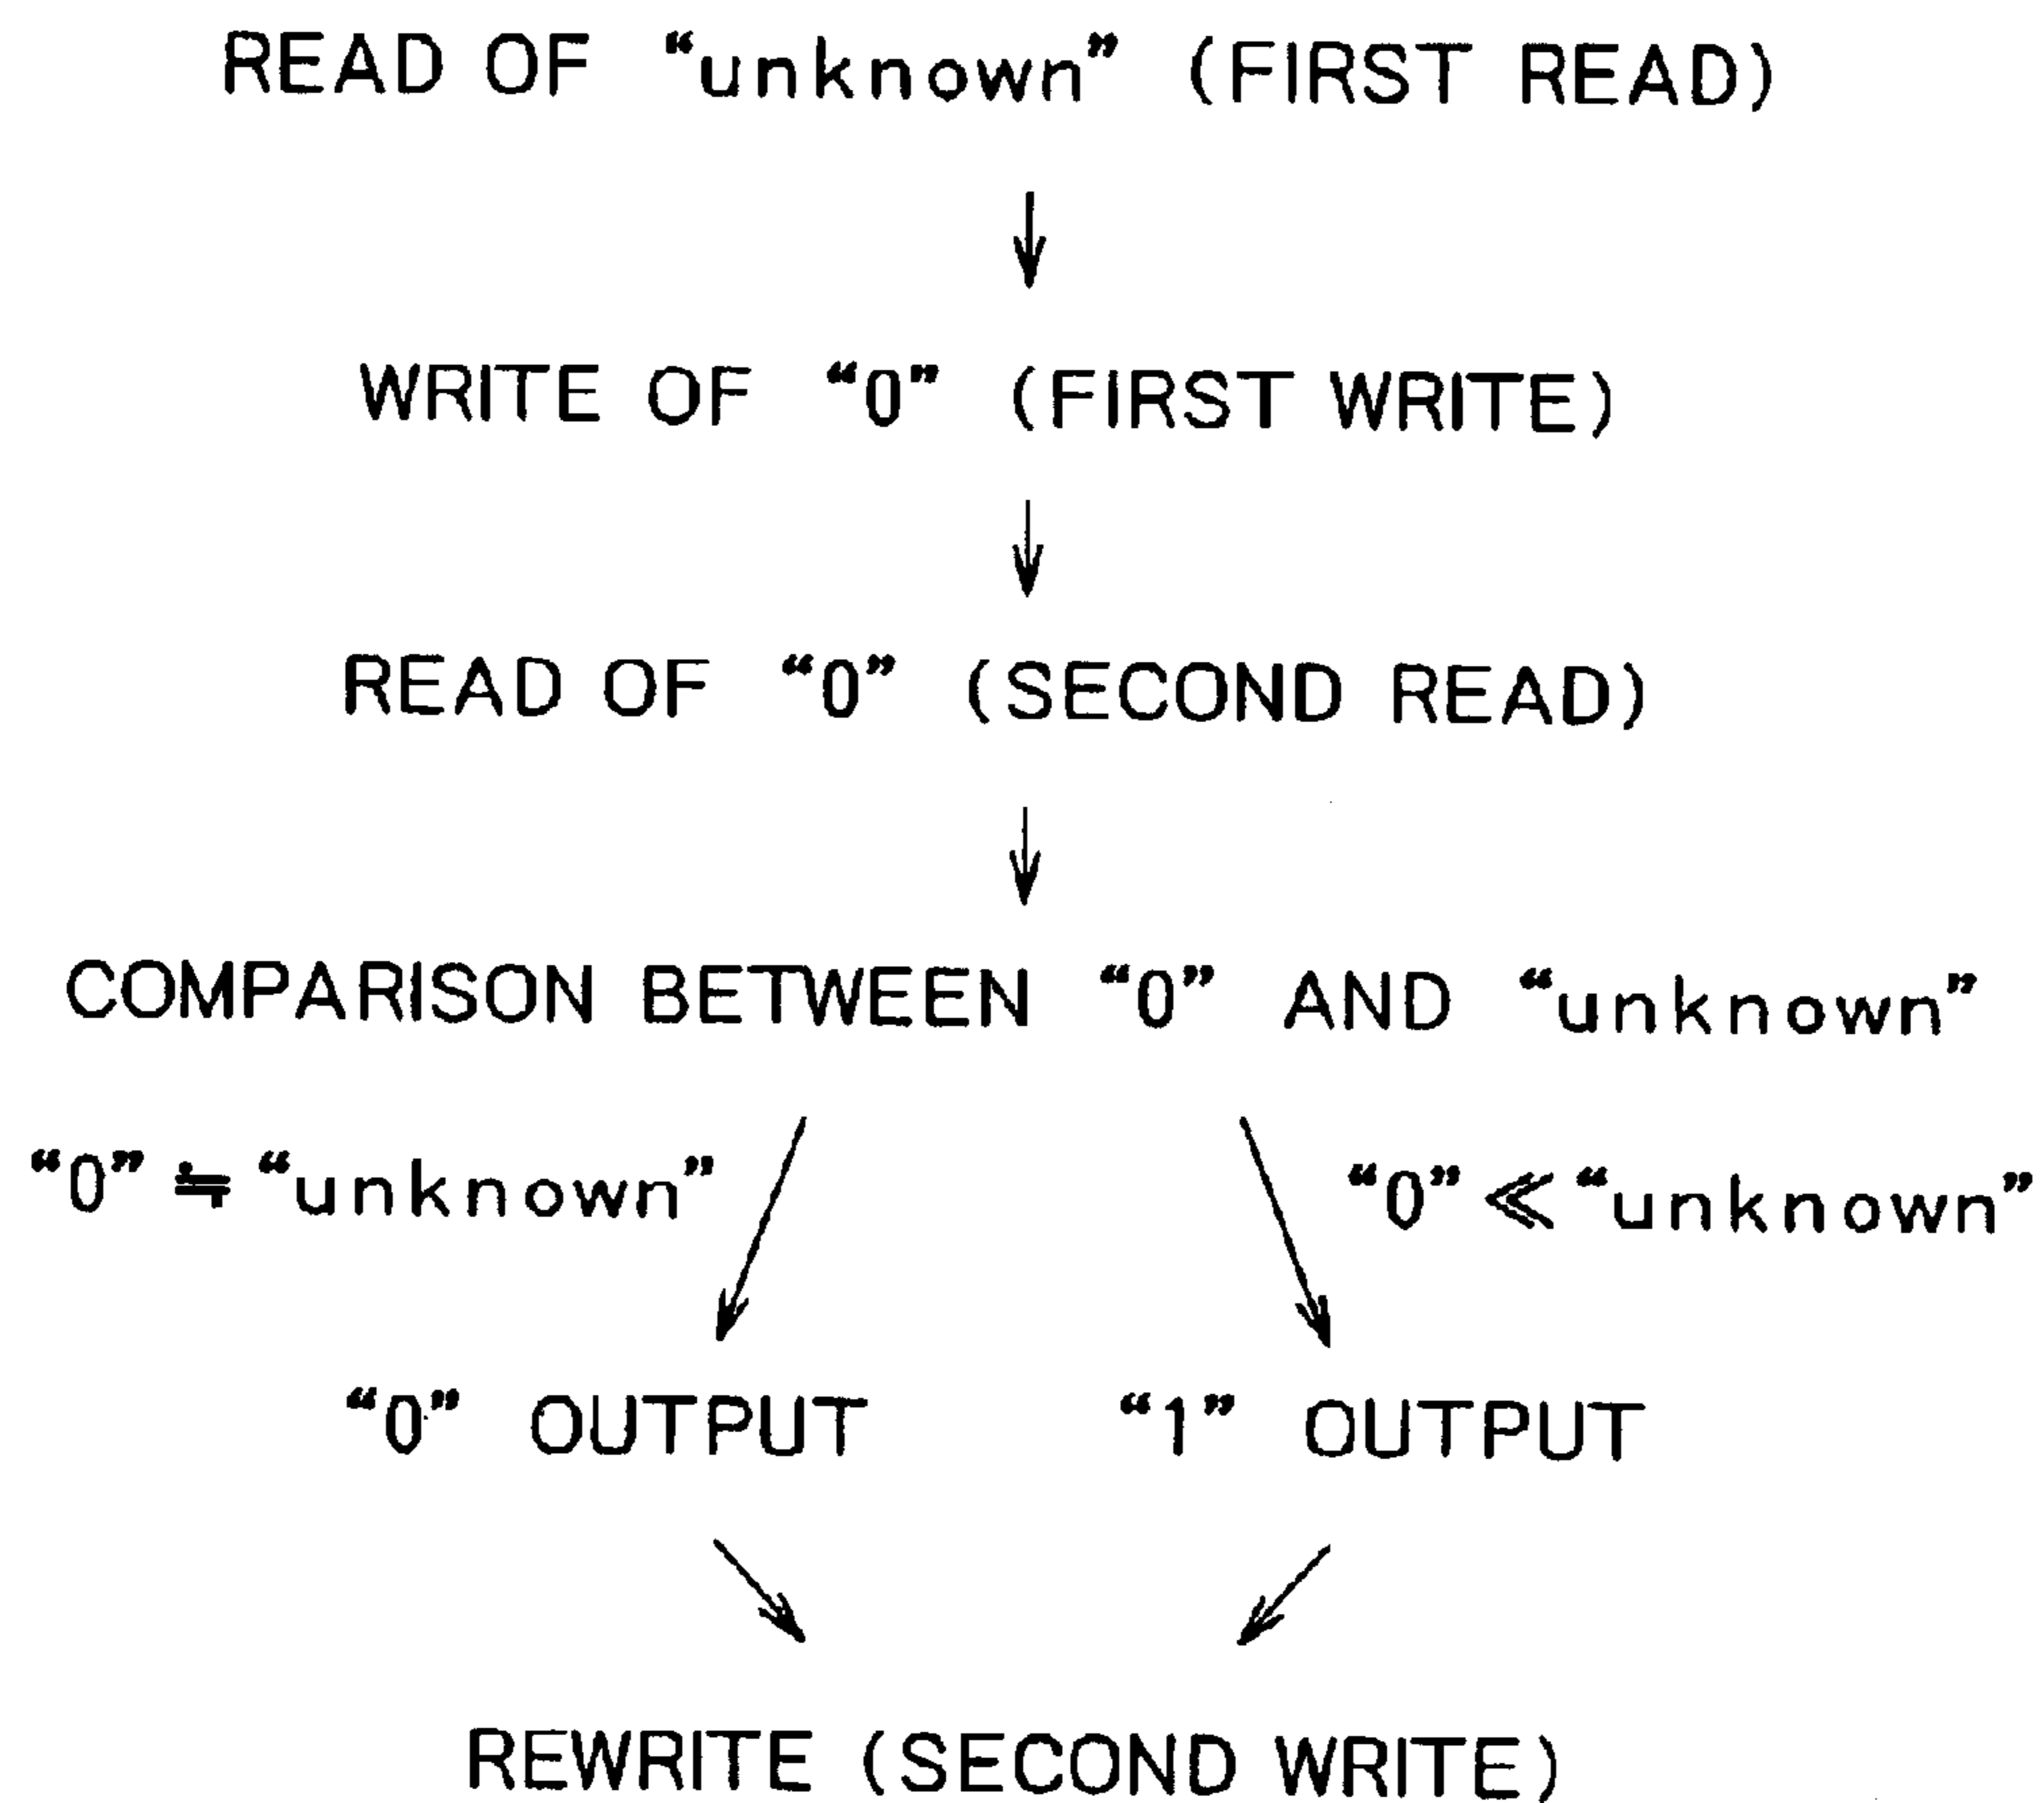 READ OF “unknown” (FIRST READ)
WRITE OF “0” (FIRST WRITE)
READ OF “0” (SECOND READ)
COMPARISON BETWEEN “0” AND “unknown”
“0” ≒ “unknown” “0” ≪ “unknown”
“0” OUTPUT “1” OUTPUT
REWRITE (SECOND WRITE)